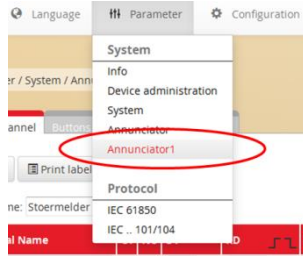 Language Parameter Configuration
System
Info
er / System / Ann
Device administration
System
Annunciator
annel Buttons
Annunciator1
Print label
Protocol
me: Stoermelder
IEC 61850
IEC .. 101/104
al Name